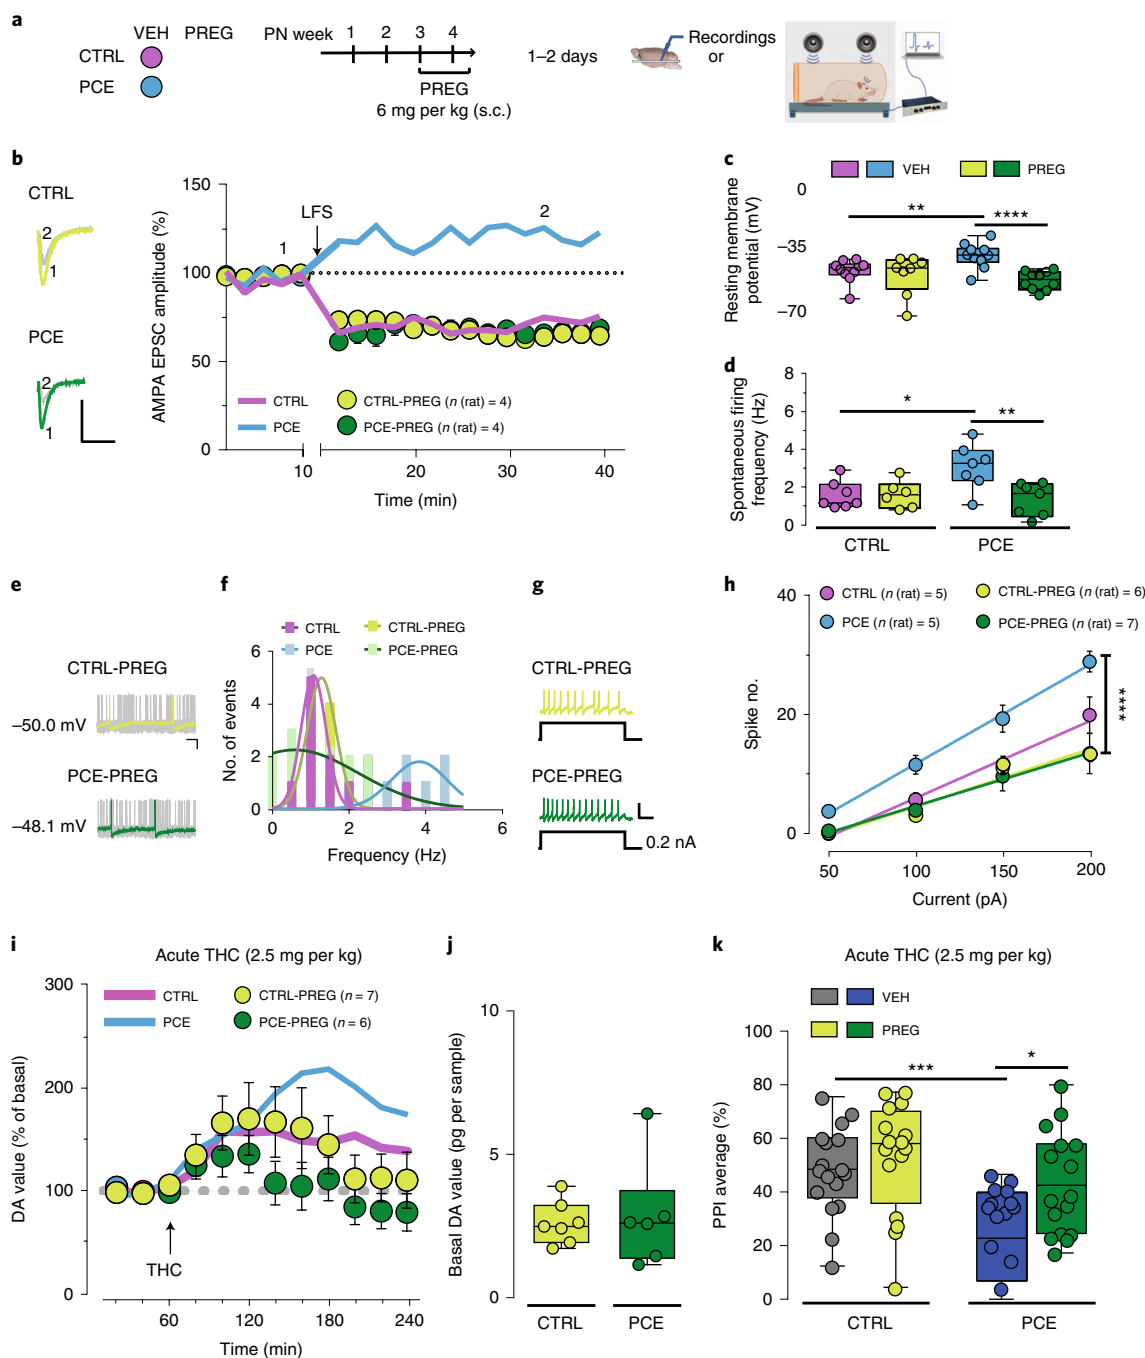 a
VEH PREG
CTRL
PCE
PN week
1 2 3 4
PREG
6 mg per kg (s.c.)
1–2 days
Recordings
or
b
CTRL
2
1
PCE
2
1
AMPA EPSC amplitude (%)
150
100
50
0
LFS
1
2
CTRL
PCE
CTRL-PREG (n (rat) = 4)
PCE-PREG (n (rat) = 4)
10 20 30 40
Time (min)
c
VEH
PREG
Resting membrane
potential (mV)
0
–35
–70
**
****
d
Spontaneous firing
frequency (Hz)
8
6
4
2
0
*
**
CTRL
PCE
e
CTRL-PREG
–50.0 mV
PCE-PREG
–48.1 mV
f
CTRL
PCE
CTRL-PREG
PCE-PREG
No. of events
6
4
2
0
0 2 4 6
Frequency (Hz)
g
CTRL-PREG
PCE-PREG
0.2 nA
h
CTRL (n (rat) = 5)
PCE (n (rat) = 5)
CTRL-PREG (n (rat) = 6)
PCE-PREG (n (rat) = 7)
Spike no.
40
20
0
****
50 100 150 200
Current (pA)
i
Acute THC (2.5 mg per kg)
DA value (% of basal)
300
200
100
0
CTRL
PCE
CTRL-PREG (n = 7)
PCE-PREG (n = 6)
THC
60 120 180 240
Time (min)
j
Basal DA value (pg per sample)
10
5
0
CTRL
PCE
k
Acute THC (2.5 mg per kg)
VEH
PREG
PPI average (%)
100
80
60
40
20
0
***
*
CTRL
PCE